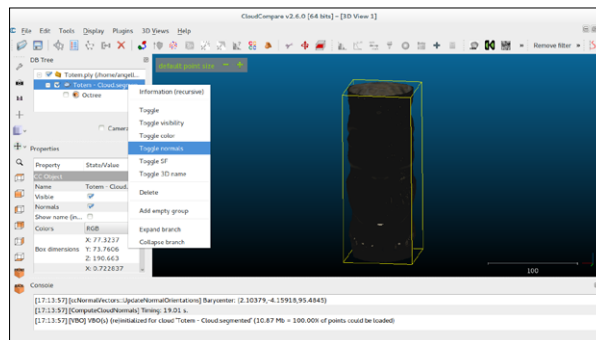 CloudCompare v2.6.0 [64 bits] - [3D View 1]
File Edit Tools Display Plugins 3D Views Help
Remove filter
DB Tree
default point size
Totem.ply (/home/angell...
Totem - Cloud.segm
Octree
Camera
Information (recursive)
Toggle
Toggle visibility
Toggle color
Toggle normals
Toggle SF
Toggle 3D name
Delete
Add empty group
Expand branch
Collapse branch
Properties
Property State/Value
CC Object
Name Totem - Cloud.
Visible
Normals
Show name (in...
Colors RGB
Box dimensions X: 77.3237
Y: 73.7606
Z: 190.663
X: 0.722837
100
Console
[17:13:57] [ccNormalVectors::UpdateNormalOrientations] Barycenter: (2.10379,-4.15918,95.4845)
[17:13:57] [ComputeCloudNormals] Timing: 19.01 s.
[17:13:57] [VBO] VBO(s) (re)initialized for cloud 'Totem - Cloud.segmented' (10.87 Mb = 100.00% of points could be loaded)